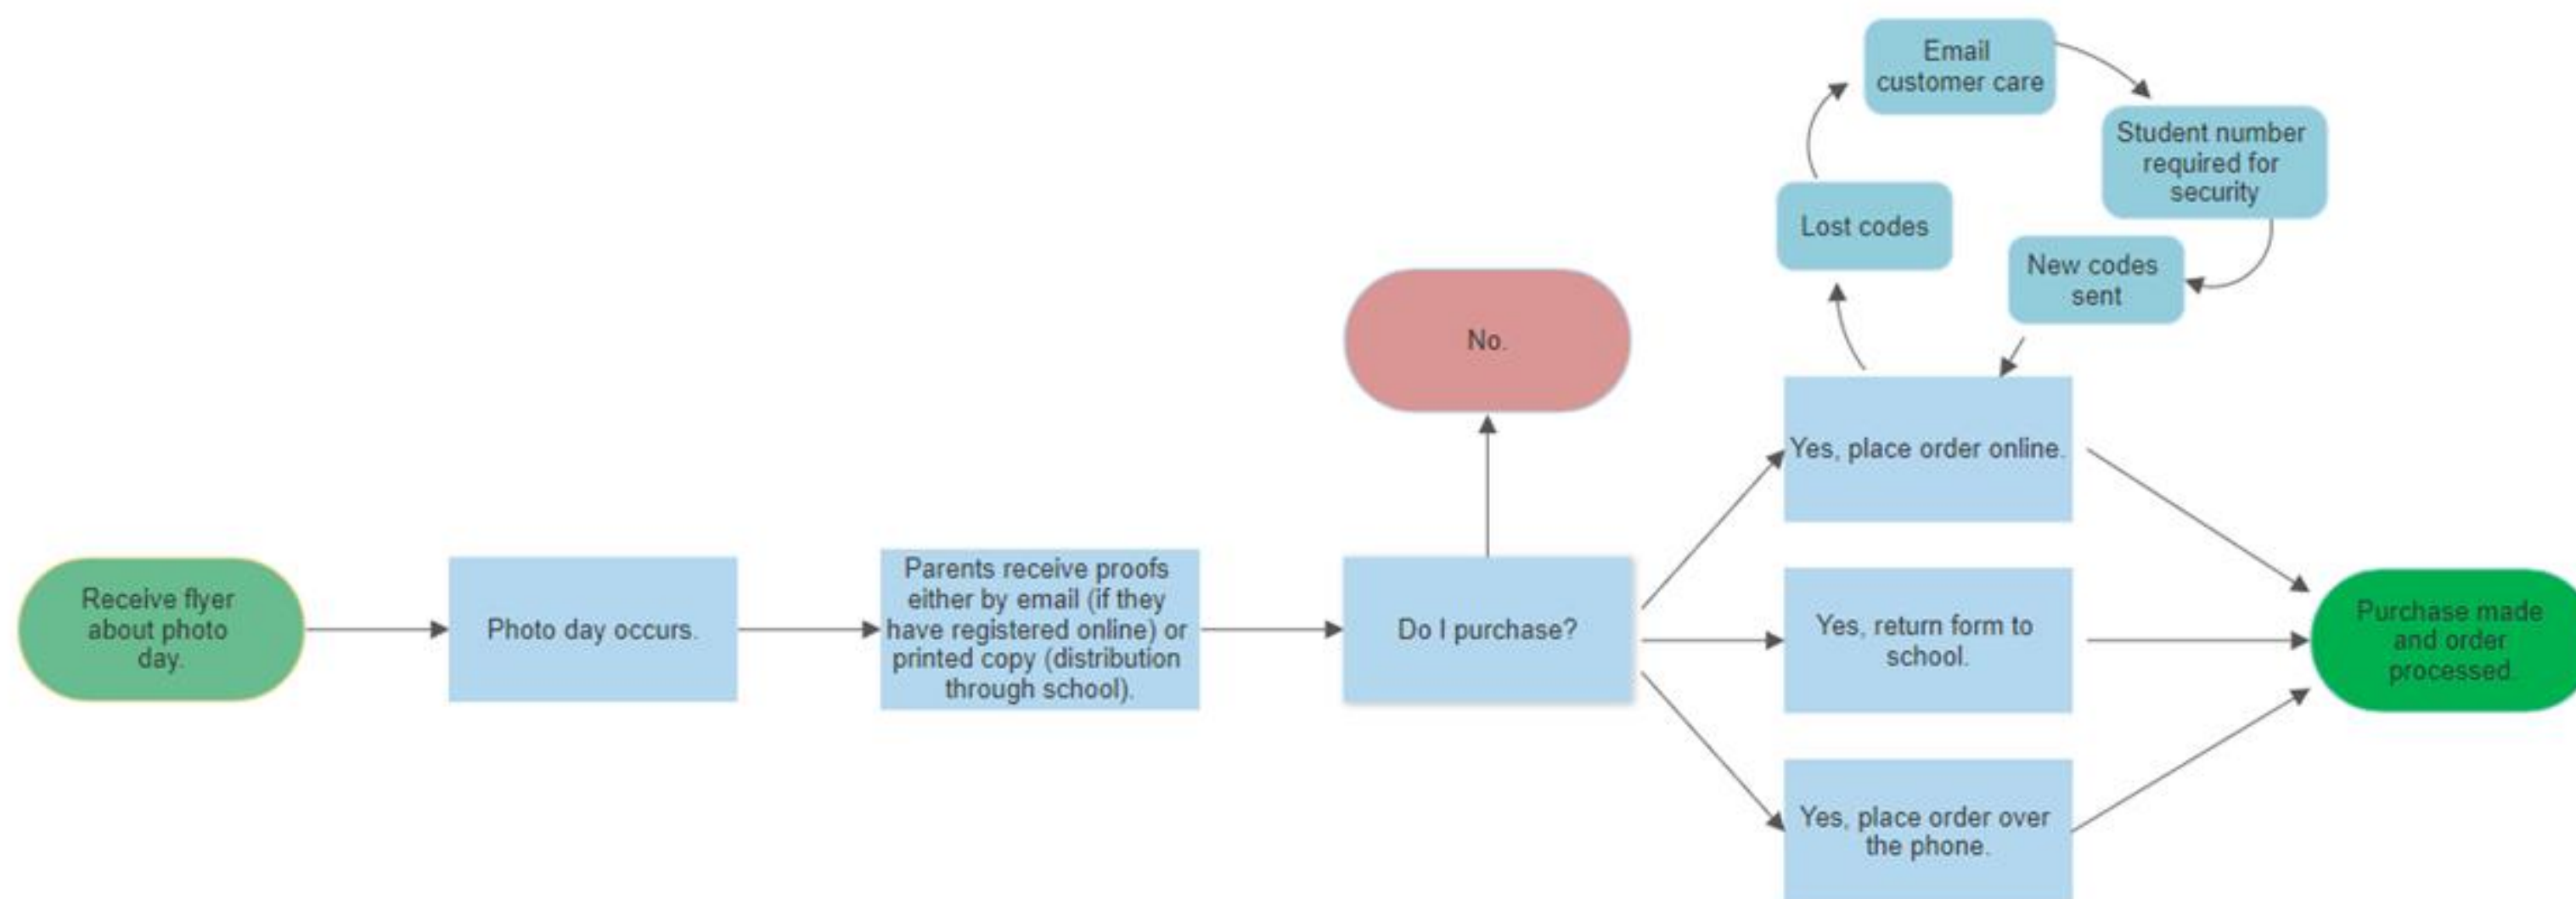 Receive flyer
about photo
day.
Photo day occurs.
Parents receive proofs
either by email (if they
have registered online) or
printed copy (distribution
through school).
Do I purchase?
No.
Yes, place order online.
Lost codes
Email
customer care
Student number
required for
security
New codes
sent
Yes, return form to
school.
Yes, place order over
the phone.
Purchase made
and order
processed.